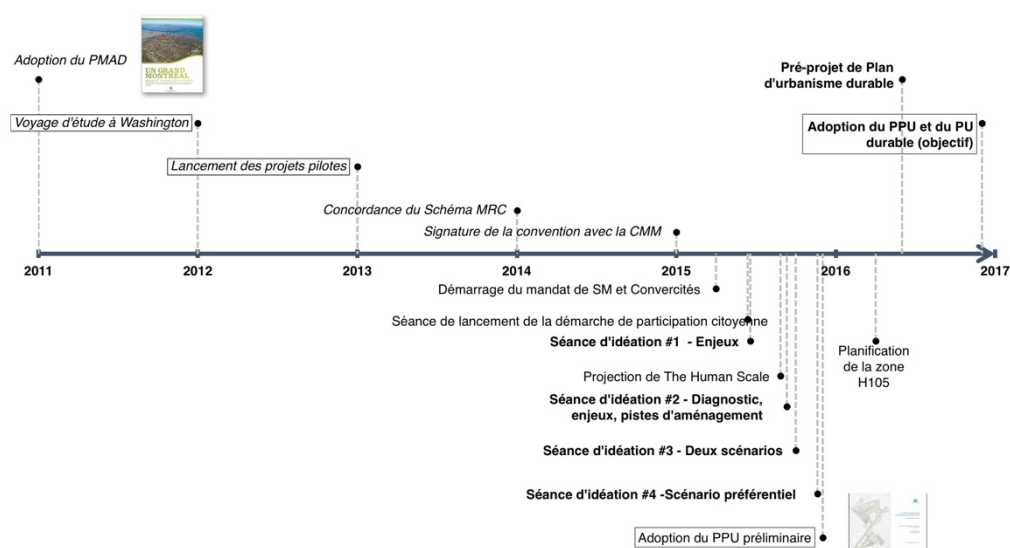 Adoption du PMAD
UN GRAND
MONTRÉAL
Pré-projet de Plan
d'urbanisme durable
Voyage d'étude à Washington
Adoption du PPU et du PU
durable (objectif)
Lancement des projets pilotes
Concordance du Schéma MRC
Signature de la convention avec la CMM
2011 2012 2013 2014 2015 2016 2017
Démarrage du mandat de SM et Convercités
Séance de lancement de la démarche de participation citoyenne
Séance d'idéation #1 - Enjeux
Planification
de la zone
H105
Projection de The Human Scale
Séance d'idéation #2 - Diagnostic,
enjeux, pistes d'aménagement
Séance d'idéation #3 - Deux scénarios
Séance d'idéation #4 -Scénario préférentiel
Adoption du PPU préliminaire